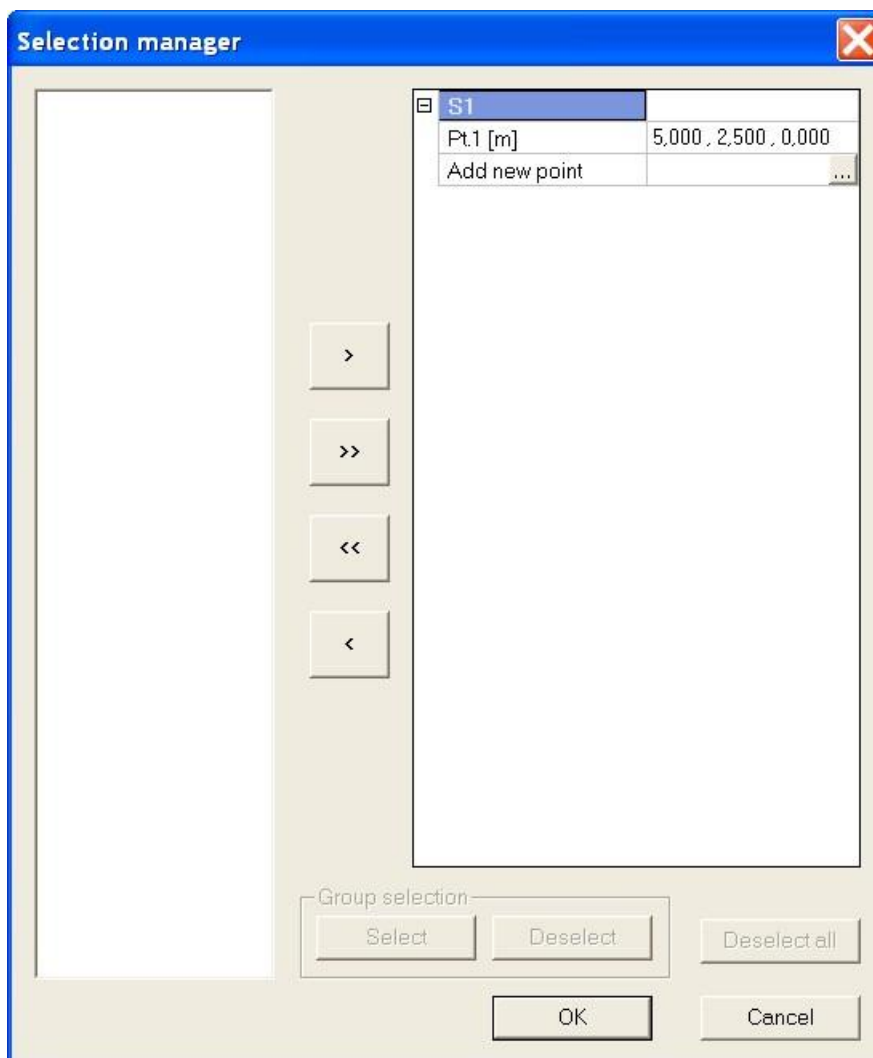 Selection manager
S1
Pt.1 [m] 5,000 , 2,500 , 0,000
Add new point ...
>
>>
<<
<
Group selection
Select Deselect Deselect all
OK Cancel